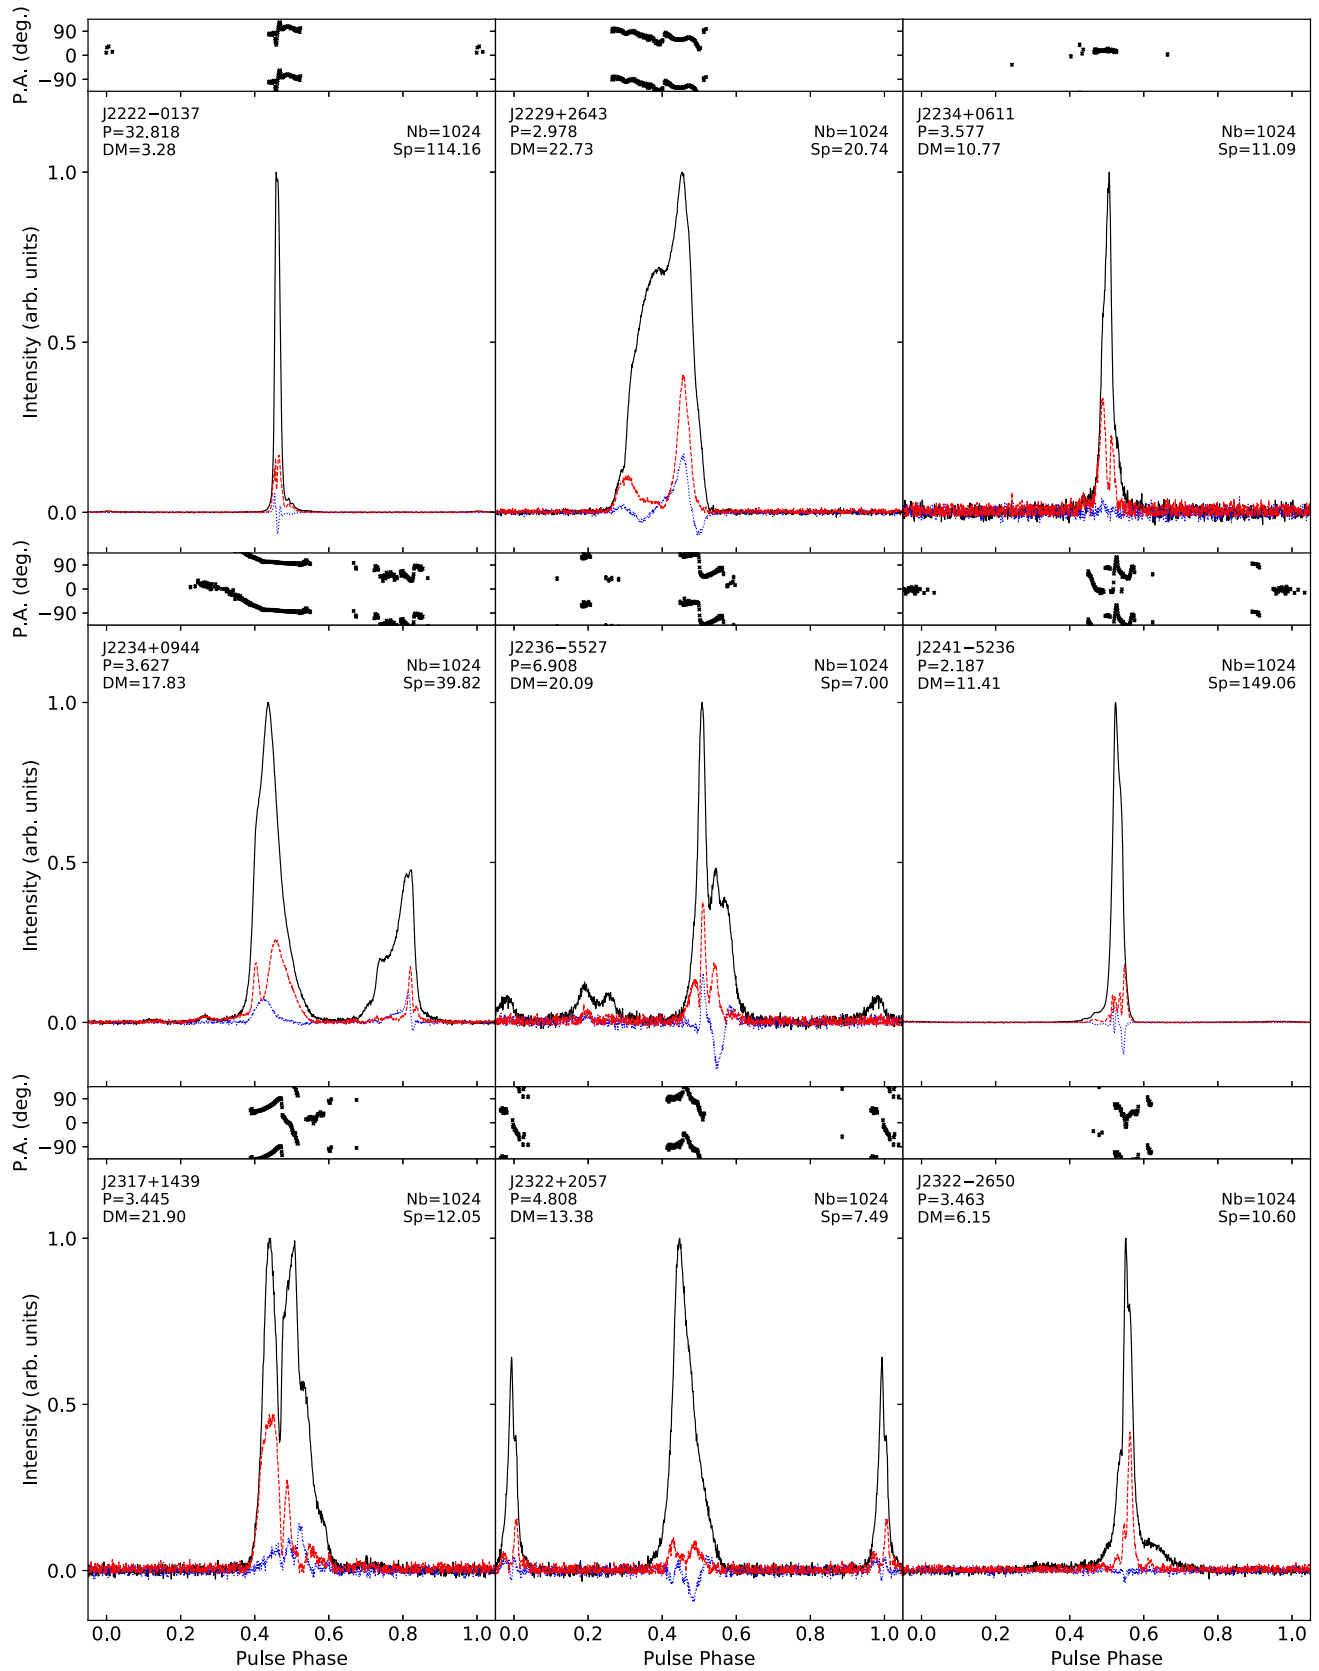 P.A. (deg.)
90
0
−90
J2222−0137
P=32.818
DM=3.28
Nb=1024
Sp=114.16
J2229+2643
P=2.978
DM=22.73
Nb=1024
Sp=20.74
J2234+0611
P=3.577
DM=10.77
Nb=1024
Sp=11.09
Intensity (arb. units)
1.0
0.5
0.0
P.A. (deg.)
90
0
−90
J2234+0944
P=3.627
DM=17.83
Nb=1024
Sp=39.82
J2236−5527
P=6.908
DM=20.09
Nb=1024
Sp=7.00
J2241−5236
P=2.187
DM=11.41
Nb=1024
Sp=149.06
Intensity (arb. units)
1.0
0.5
0.0
P.A. (deg.)
90
0
−90
J2317+1439
P=3.445
DM=21.90
Nb=1024
Sp=12.05
J2322+2057
P=4.808
DM=13.38
Nb=1024
Sp=7.49
J2322−2650
P=3.463
DM=6.15
Nb=1024
Sp=10.60
Intensity (arb. units)
1.0
0.5
0.0
0.0 0.2 0.4 0.6 0.8 1.0
0.0 0.2 0.4 0.6 0.8 1.0
0.0 0.2 0.4 0.6 0.8 1.0
Pulse Phase
Pulse Phase
Pulse Phase